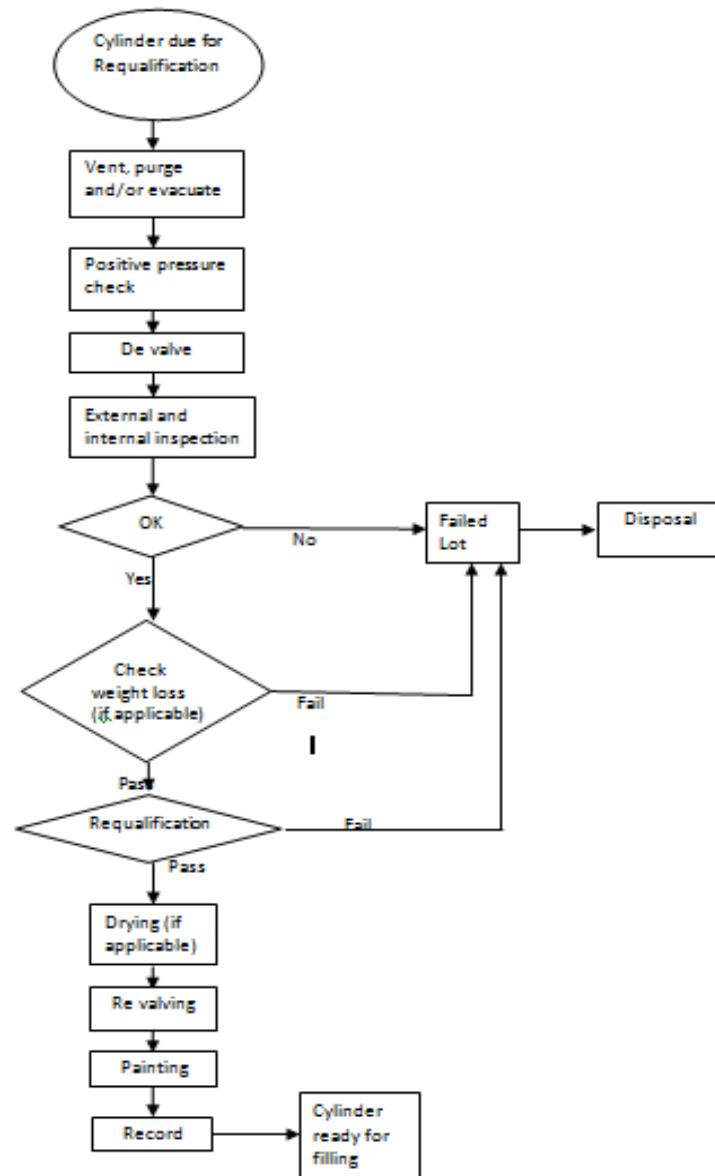 Cylinder due for
Requalification
Vent, purge
and/or evacuate
Positive pressure
check
De valve
External and
internal inspection
OK
No
Failed
Lot
Disposal
Yes
Check
weight loss
(if applicable)
Fail
Pass
Requalification
Fail
Pass
Drying (if
applicable)
Re valving
Painting
Record
Cylinder
ready for
filling